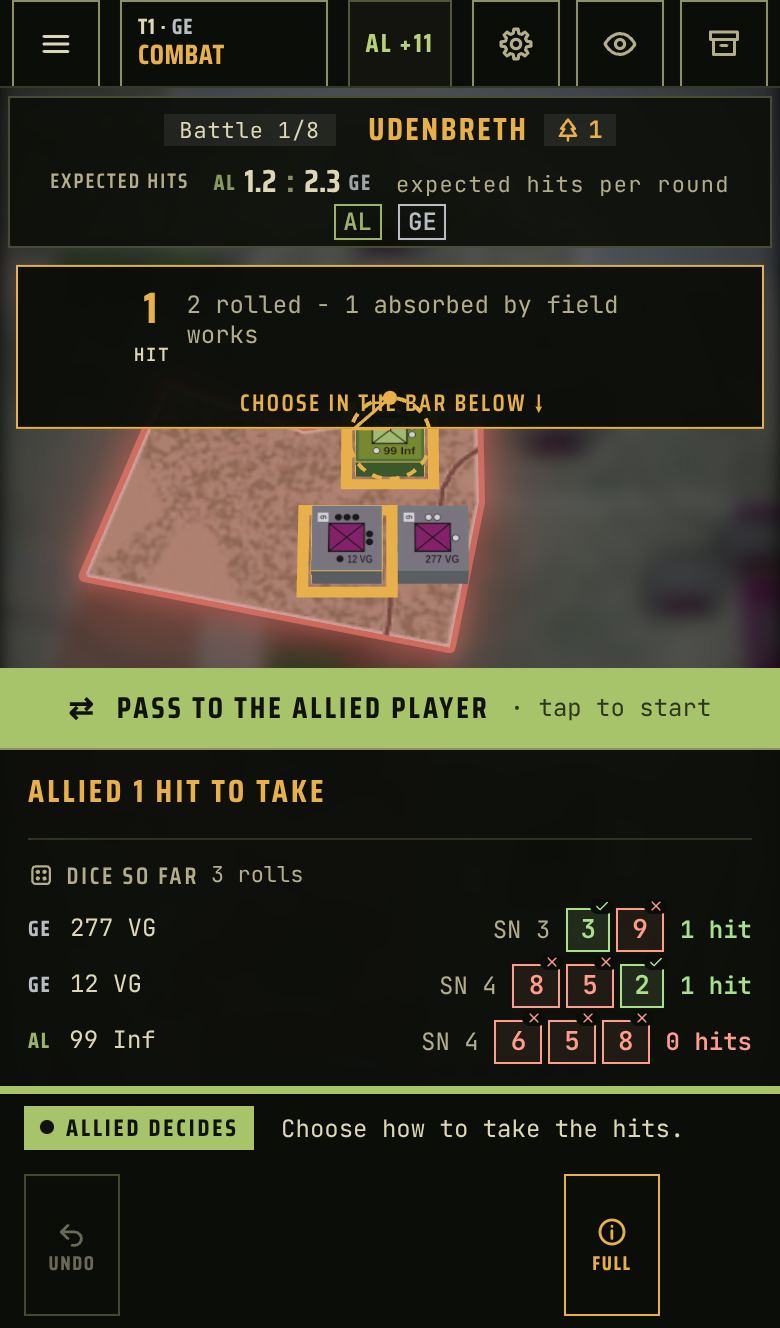 T1 · GE
COMBAT
AL +11
Battle 1/8
UDENBRETH
1
EXPECTED HITS
AL 1.2 : 2.3 GE
expected hits per round
AL
GE
1
HIT
2 rolled - 1 absorbed by field
works
CHOOSE IN THE BAR BELOW ↓
99 Inf
12 VG
277 VG
PASS TO THE ALLIED PLAYER · tap to start
ALLIED 1 HIT TO TAKE
DICE SO FAR 3 rolls
GE 277 VG SN 3 3 9 1 hit
GE 12 VG SN 4 8 5 2 1 hit
AL 99 Inf SN 4 6 5 8 0 hits
ALLIED DECIDES Choose how to take the hits.
UNDO
FULL